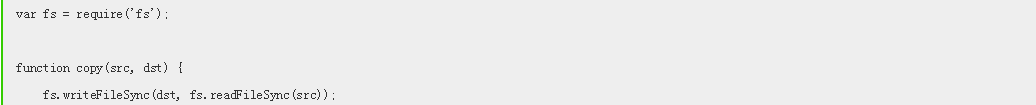 var fs = require('fs');
function copy(src, dst) {
    fs.writeFileSync(dst, fs.readFileSync(src));